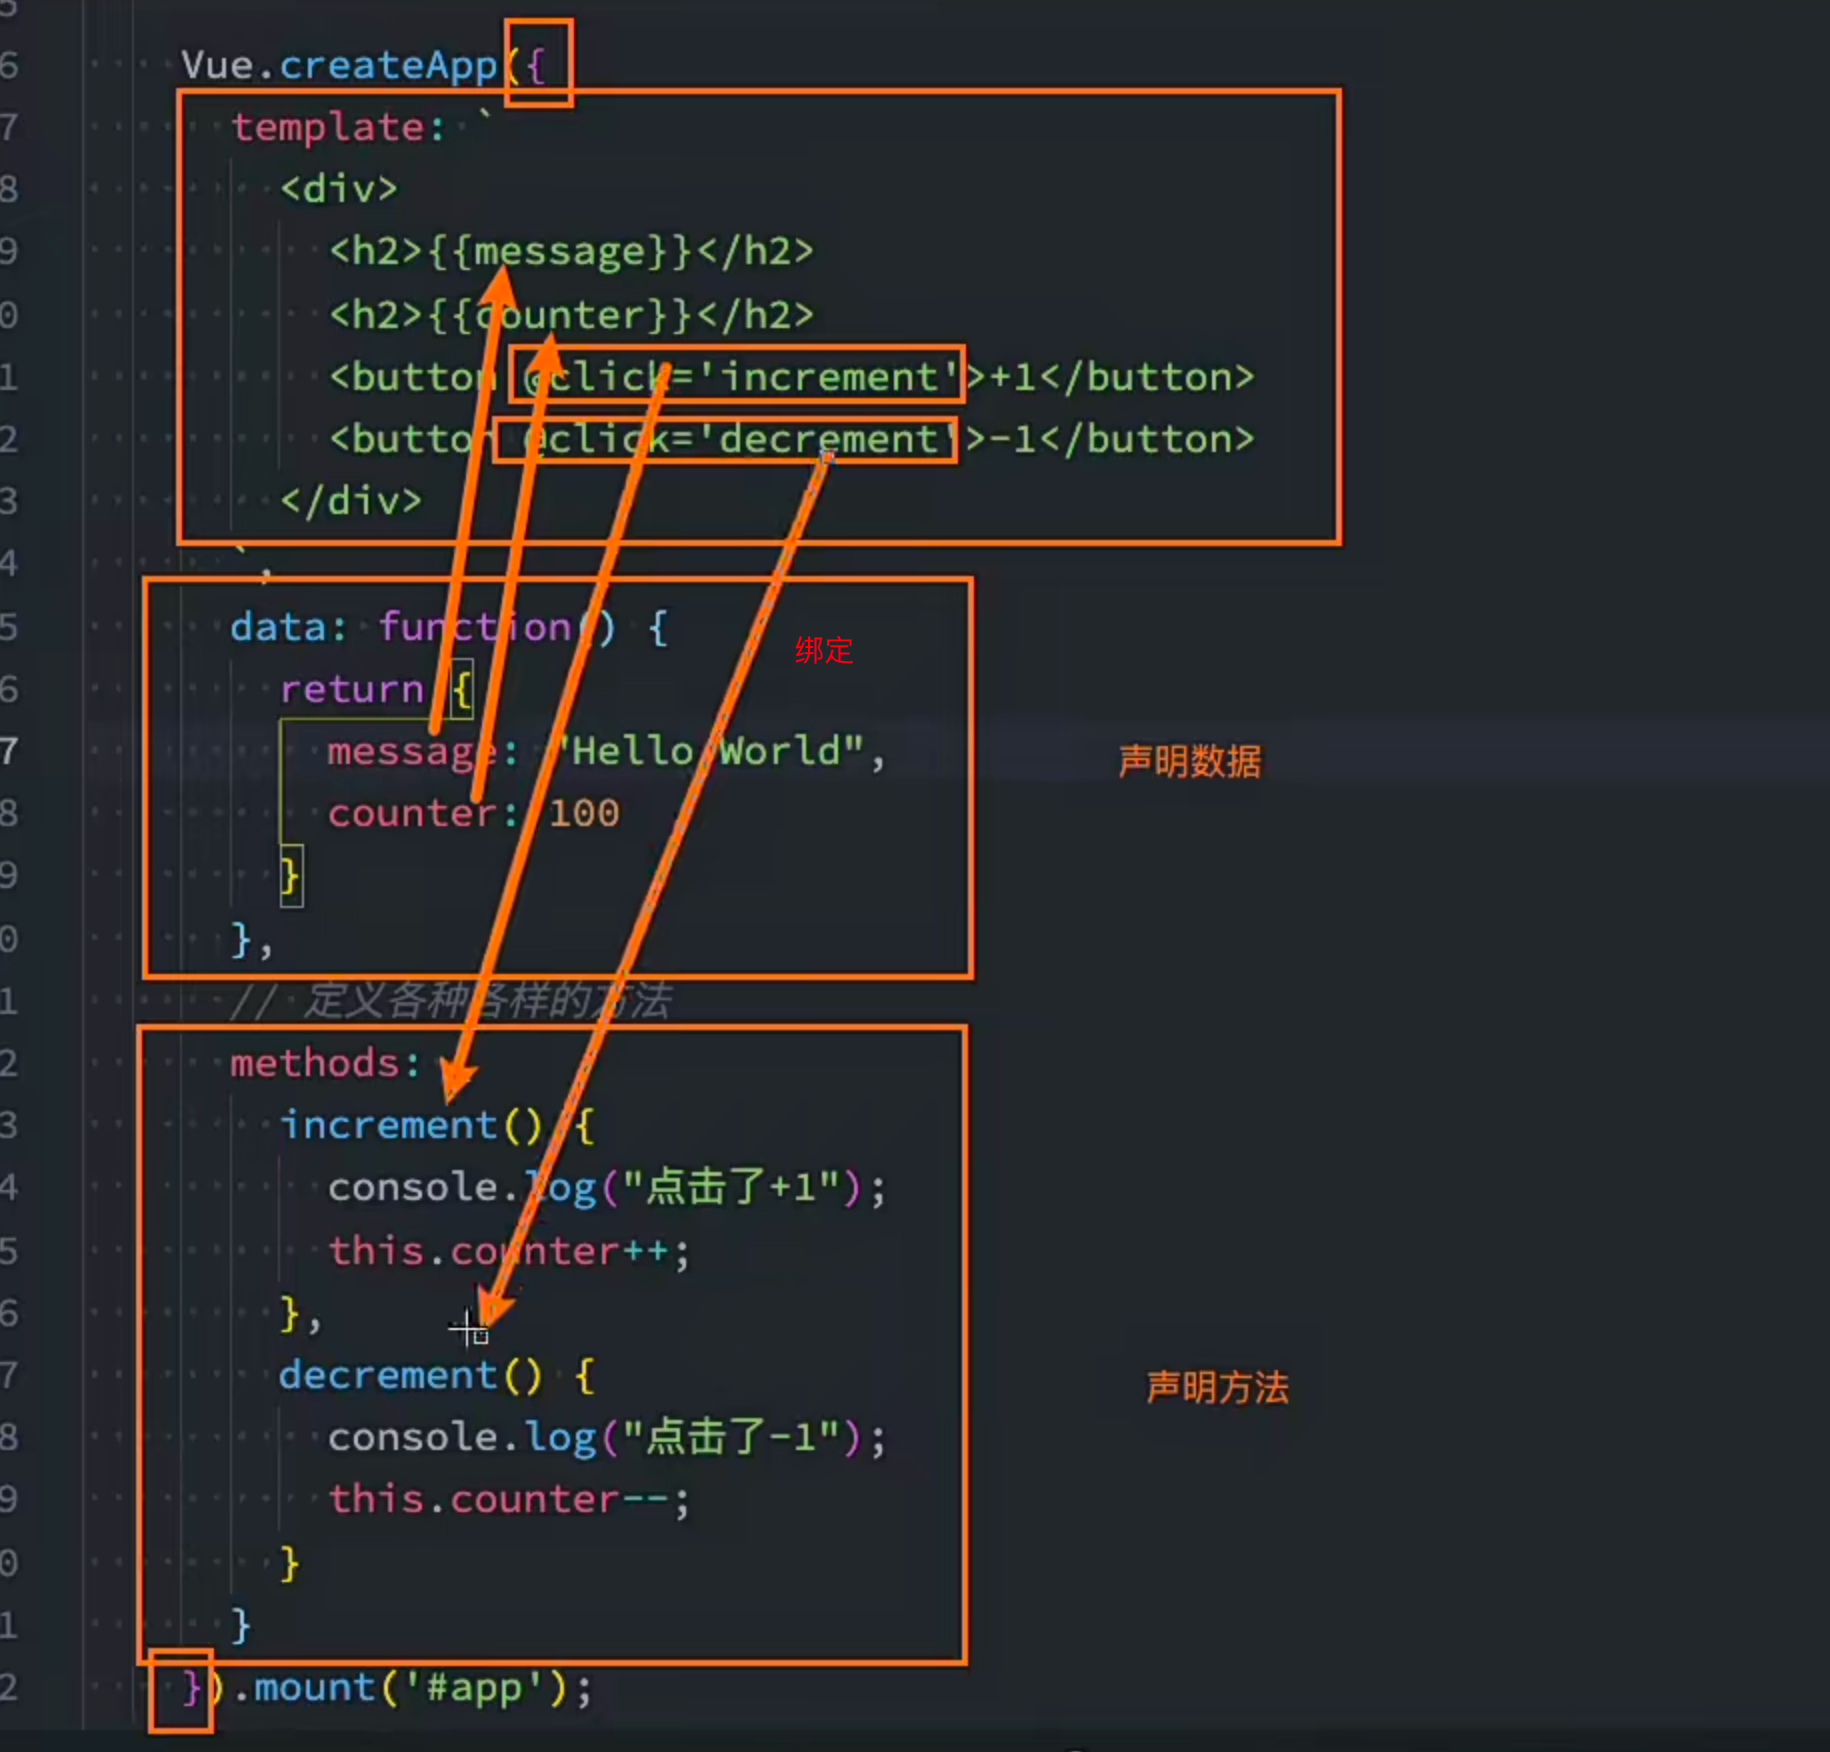 5
6 Vue.createApp({
7 template: `
8 <div>
9 <h2>{{message}}</h2>
0 <h2>{{counter}}</h2>
1 <button @click='increment'>+1</button>
2 <button @click='decrement'>-1</button>
3 </div>
4 `,
5 data: function() {
绑定
6 return {
7 message: "Hello World",
声明数据
8 counter: 100
9 }
0 },
1 // 定义各种各样的方法
2 methods:
3 increment() {
4 console.log("点击了+1");
5 this.counter++;
6 },
7 decrement() {
声明方法
8 console.log("点击了-1");
9 this.counter--;
0 }
1 }
2 }).mount('#app');